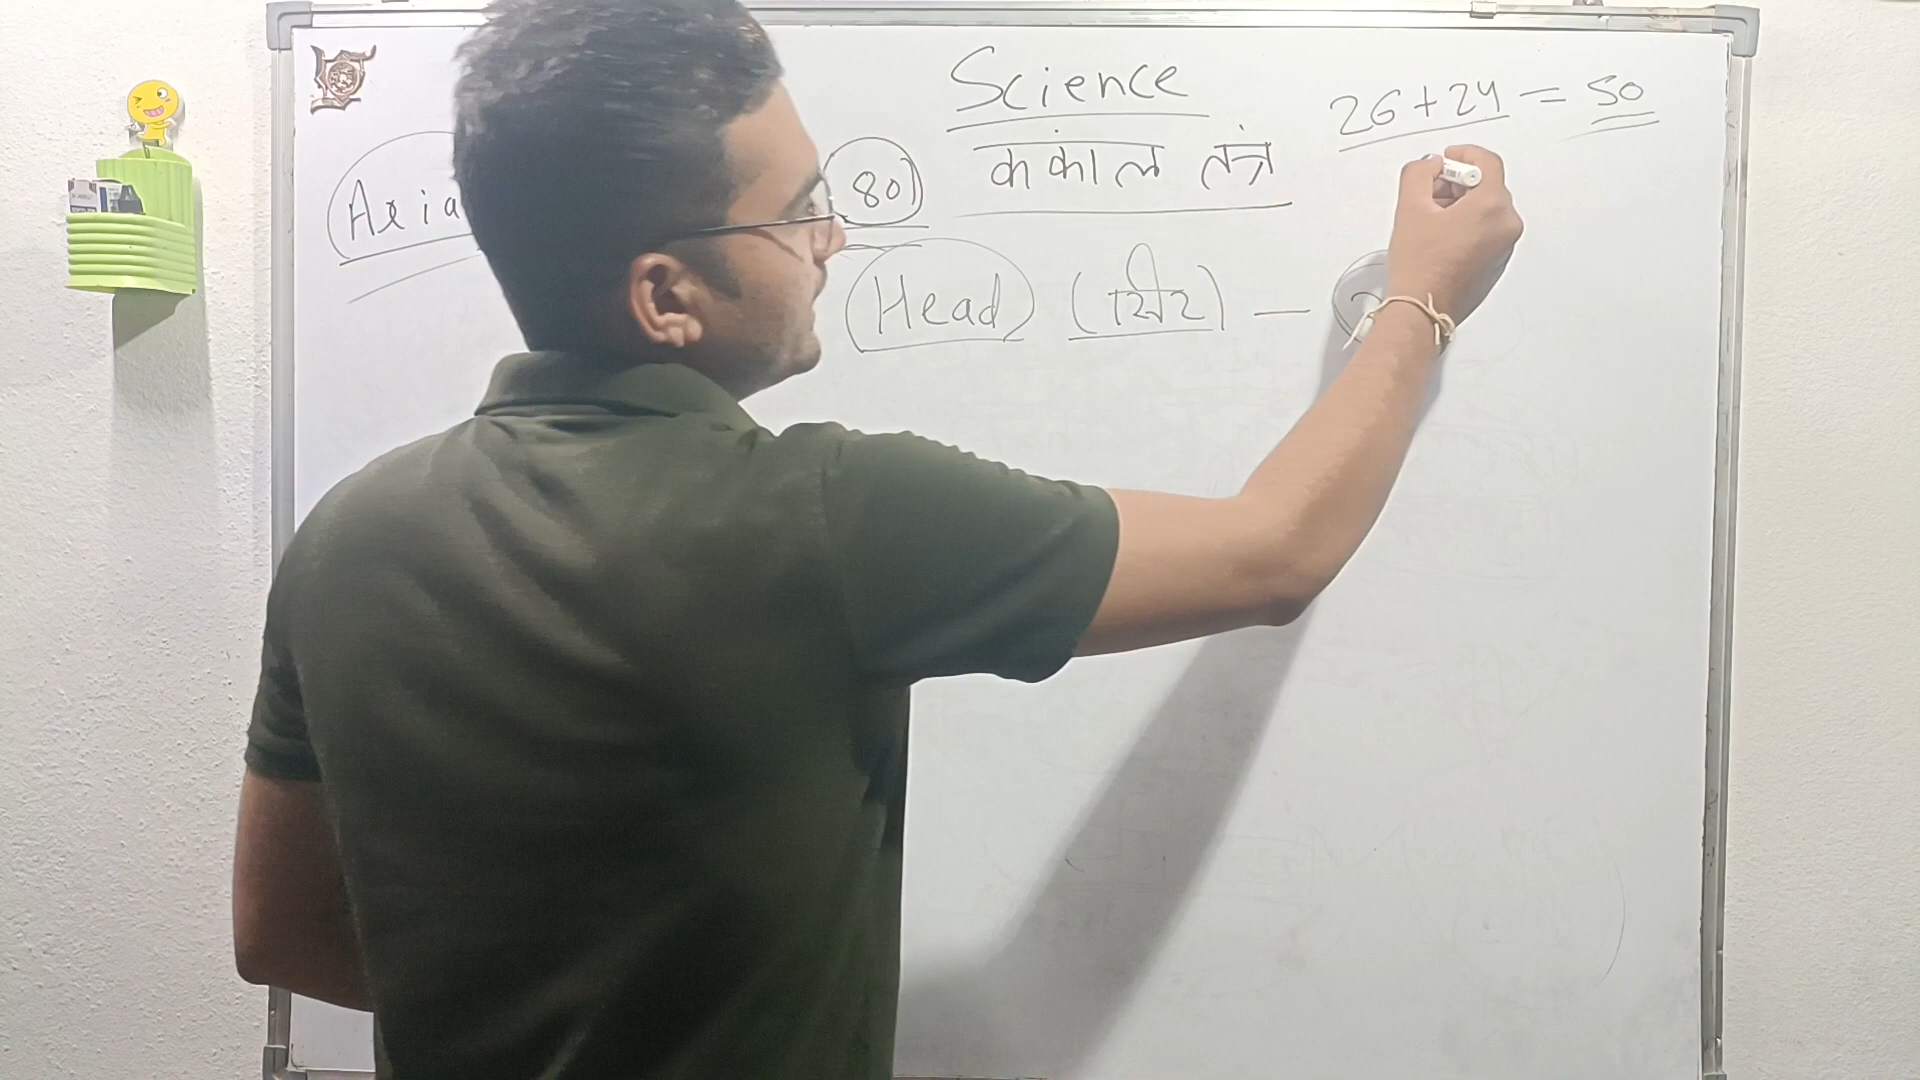 Science
26+24 = 50
कंकाल तंत्र
80
Head (सिर) —